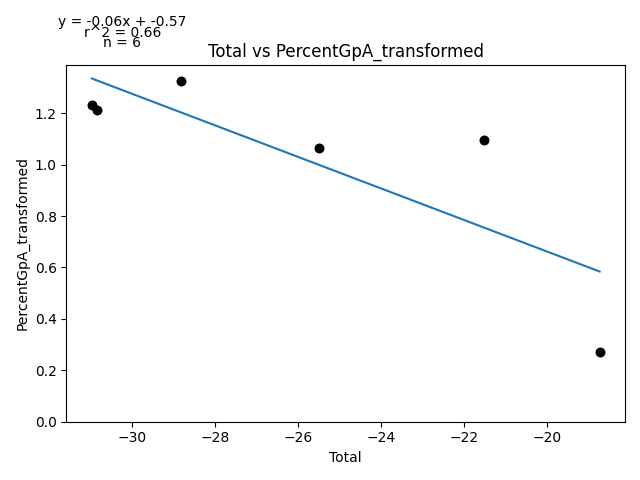 y = -0.06x + -0.57
r^2 = 0.66
n = 6
Total vs PercentGpA_transformed
PercentGpA_transformed
1.2
1.0
0.8
0.6
0.4
0.2
0.0
−30 −28 −26 −24 −22 −20
Total